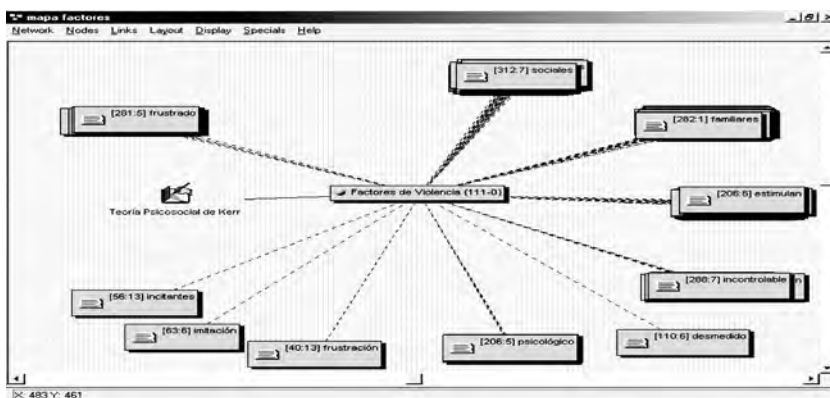 mapa factores
Network Nodes Links Layout Display Specials Help
[312:7] sociales
[281:5] frustrado
[282:1] familiares
Factores de Violencia (111-0)
[206:6] estimulan
Teoría Psicosocial de Kerr
[288:7] incontrolable n
[56:13] incitantes
[63:6] imitación
[40:13] frustración
[206:5] psicológico
[110:6] desmedido
X: 483 Y: 461